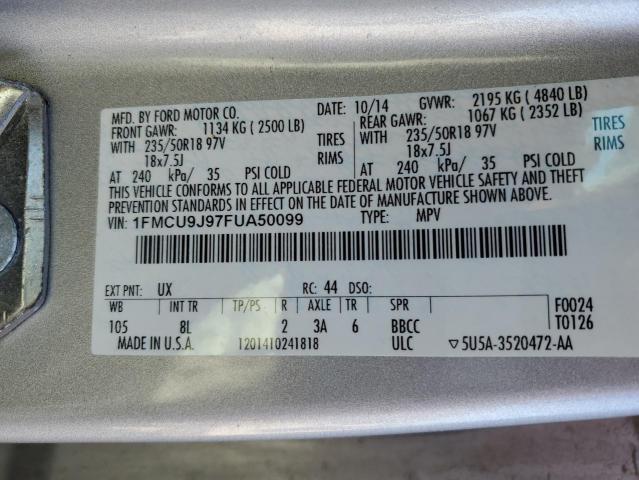 MFD. BY FORD MOTOR CO. DATE: 10/14 GVWR: 2195 KG ( 4840 LB)
FRONT GAWR: 1134 KG ( 2500 LB) REAR GAWR: 1067 KG ( 2352 LB)
WITH 235/50R18 97V TIRES WITH 235/50R18 97V TIRES
18x7.5J RIMS 18x7.5J RIMS
AT 240 kPa/ 35 PSI COLD AT 240 kPa/ 35 PSI COLD
THIS VEHICLE CONFORMS TO ALL APPLICABLE FEDERAL MOTOR VEHICLE SAFETY AND THEFT
PREVENTION STANDARDS IN EFFECT ON THE DATE OF MANUFACTURE SHOWN ABOVE.
VIN: 1FMCU9J97FUA50099 TYPE: MPV
EXT PNT: UX RC: 44 DSO:
WB INT TR TP/PS R AXLE TR SPR F0024
105 8L 2 3A 6 BBCC T0126
MADE IN U.S.A. 1201410241818 ULC ▽5U5A-3520472-AA